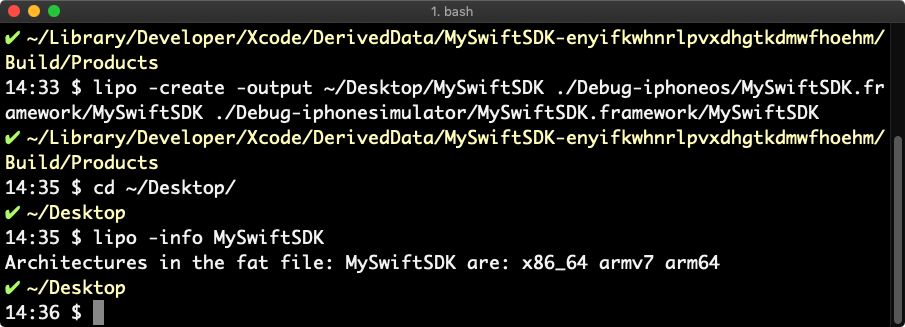 1. bash
✔ ~/Library/Developer/Xcode/DerivedData/MySwiftSDK-enyifkwhnrlpvxdhgtkdmwfhoehm/
Build/Products
14:33 $ lipo -create -output ~/Desktop/MySwiftSDK ./Debug-iphoneos/MySwiftSDK.fr
amework/MySwiftSDK ./Debug-iphonesimulator/MySwiftSDK.framework/MySwiftSDK
✔ ~/Library/Developer/Xcode/DerivedData/MySwiftSDK-enyifkwhnrlpvxdhgtkdmwfhoehm/
Build/Products
14:35 $ cd ~/Desktop/
✔ ~/Desktop
14:35 $ lipo -info MySwiftSDK
Architectures in the fat file: MySwiftSDK are: x86_64 armv7 arm64
✔ ~/Desktop
14:36 $